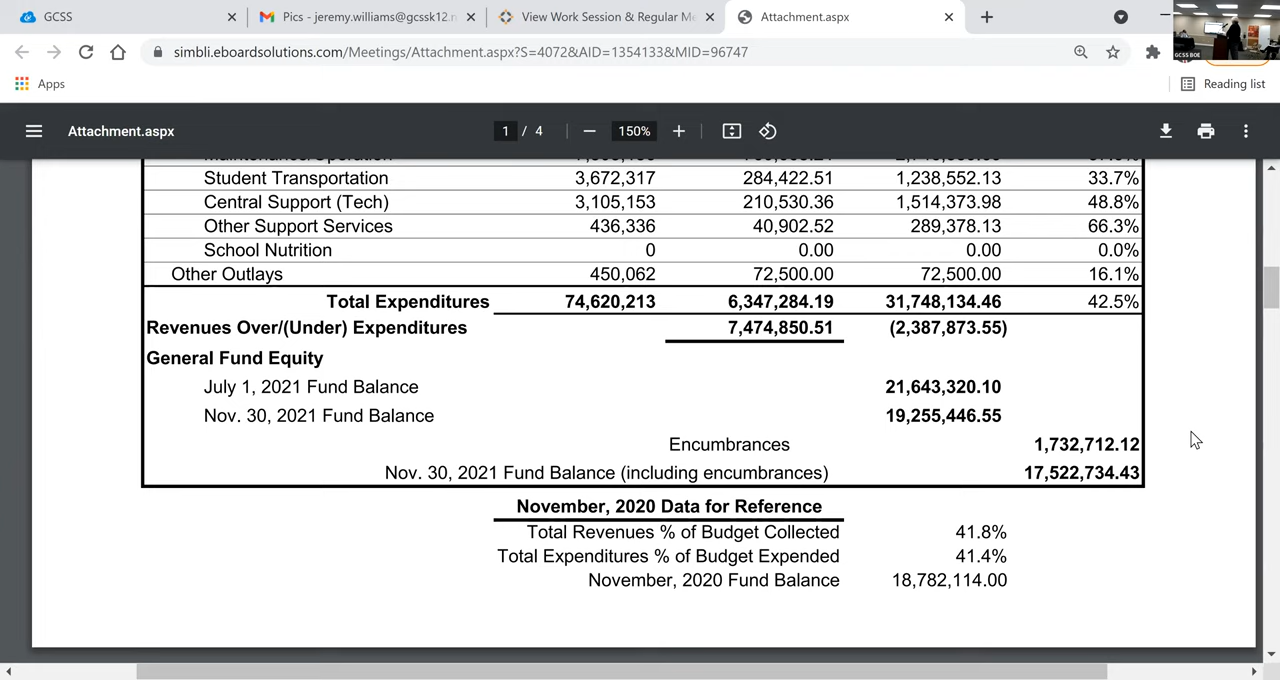 GCSS
Pics - jeremy.williams@gcssk12.n
View Work Session & Regular Me
Attachment.aspx
simbli.eboardsolutions.com/Meetings/Attachment.aspx?S=4072&AID=1354133&MID=96747
GCSS BOE
Apps
Reading list
Attachment.aspx
1 / 4
150%
Student Transportation 3,672,317 284,422.51 1,238,552.13 33.7%
Central Support (Tech) 3,105,153 210,530.36 1,514,373.98 48.8%
Other Support Services 436,336 40,902.52 289,378.13 66.3%
School Nutrition 0 0.00 0.00 0.0%
Other Outlays 450,062 72,500.00 72,500.00 16.1%
Total Expenditures 74,620,213 6,347,284.19 31,748,134.46 42.5%
Revenues Over/(Under) Expenditures 7,474,850.51 (2,387,873.55)
General Fund Equity
July 1, 2021 Fund Balance 21,643,320.10
Nov. 30, 2021 Fund Balance 19,255,446.55
Encumbrances 1,732,712.12
Nov. 30, 2021 Fund Balance (including encumbrances) 17,522,734.43
November, 2020 Data for Reference
Total Revenues % of Budget Collected 41.8%
Total Expenditures % of Budget Expended 41.4%
November, 2020 Fund Balance 18,782,114.00